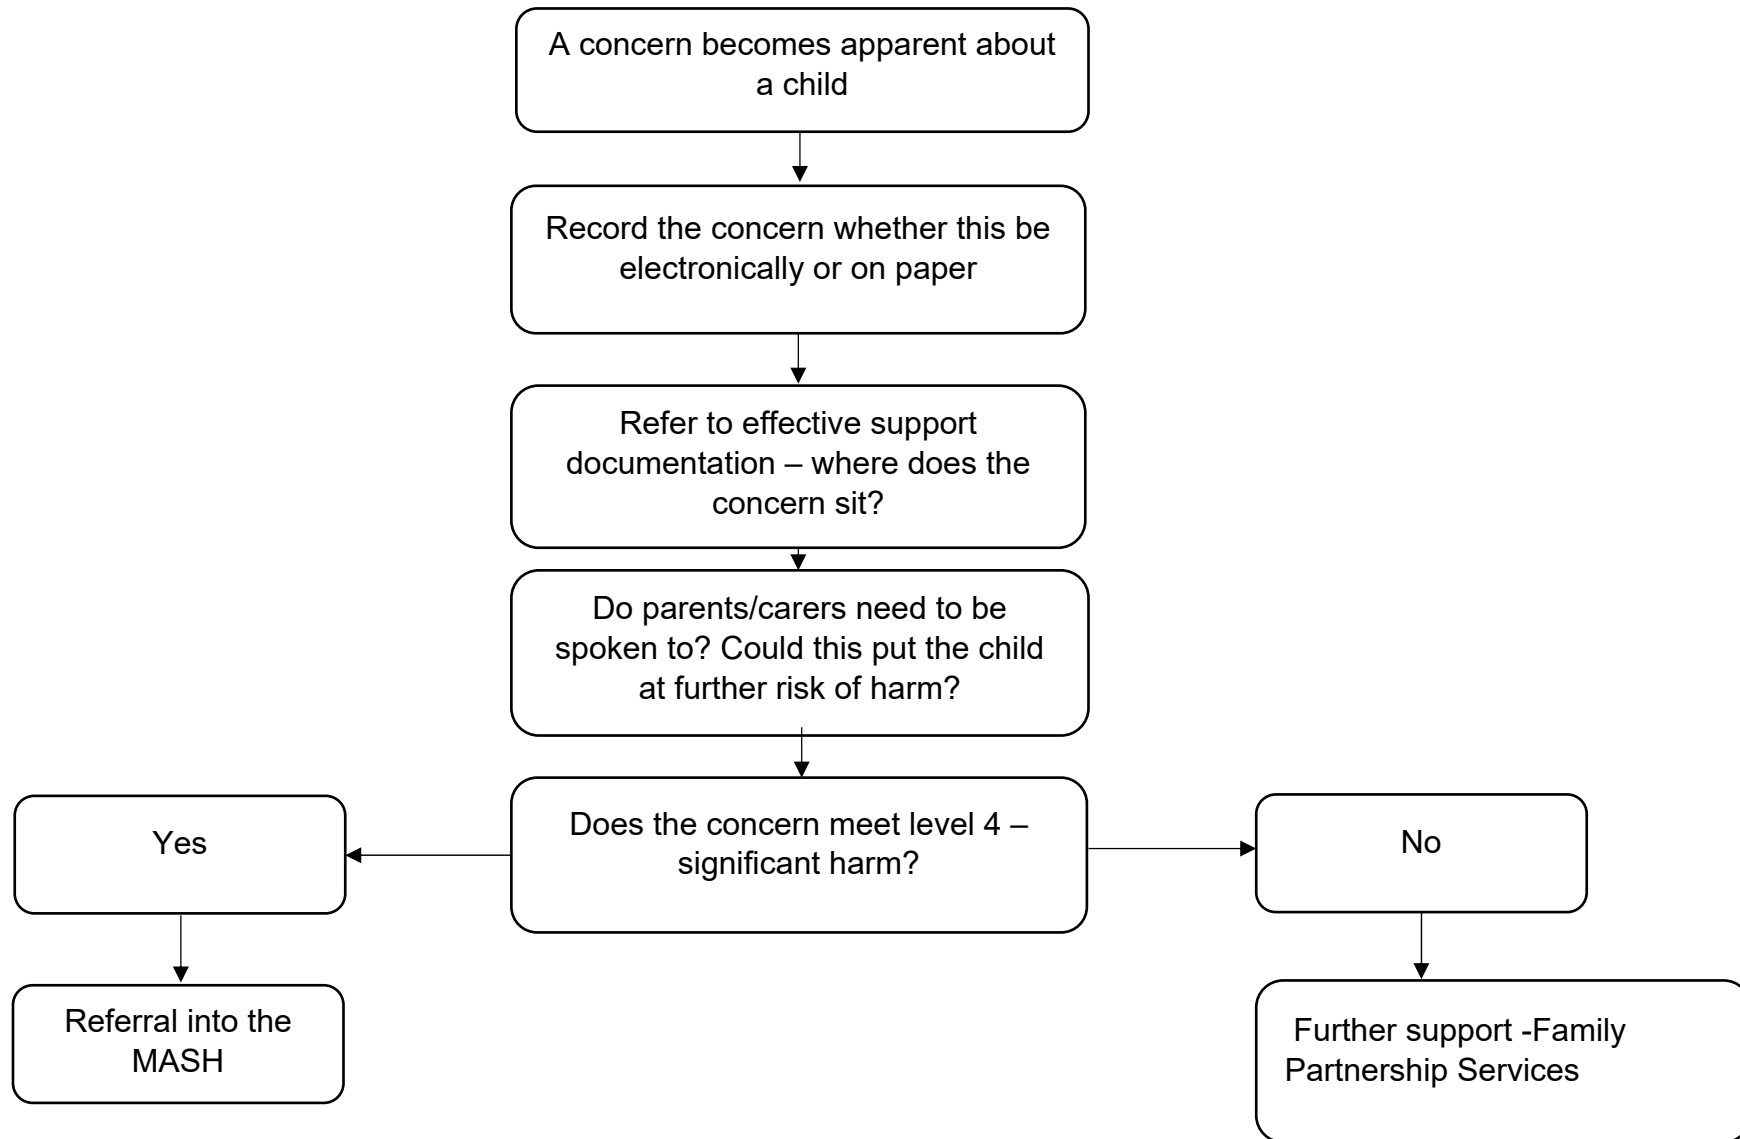 A concern becomes apparent about
a child
Record the concern whether this be
electronically or on paper
Refer to effective support
documentation – where does the
concern sit?
Do parents/carers need to be
spoken to? Could this put the child
at further risk of harm?
Does the concern meet level 4 –
significant harm?
Yes
No
Referral into the
MASH
Further support -Family
Partnership Services